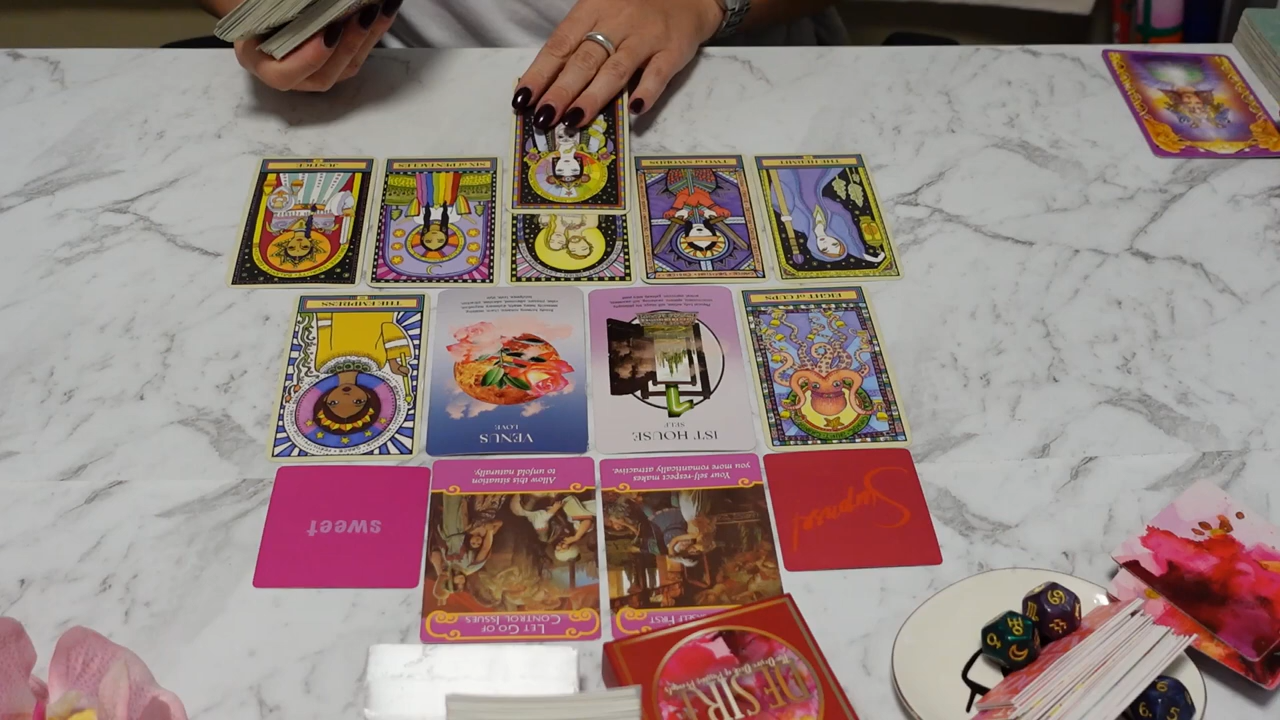 JUSTICE
SIX of PENTACLES
TWO of SWORDS
THE HERMIT
THE EMPRESS
VENUS
LOVE
1ST HOUSE
SELF
EIGHT of CUPS
sweet
LET GO OF
CONTROL ISSUES
Allow this situation
to unfold naturally.
FIRST
Your self-respect makes
you more romantically attractive.
Surprise!
DESIRE